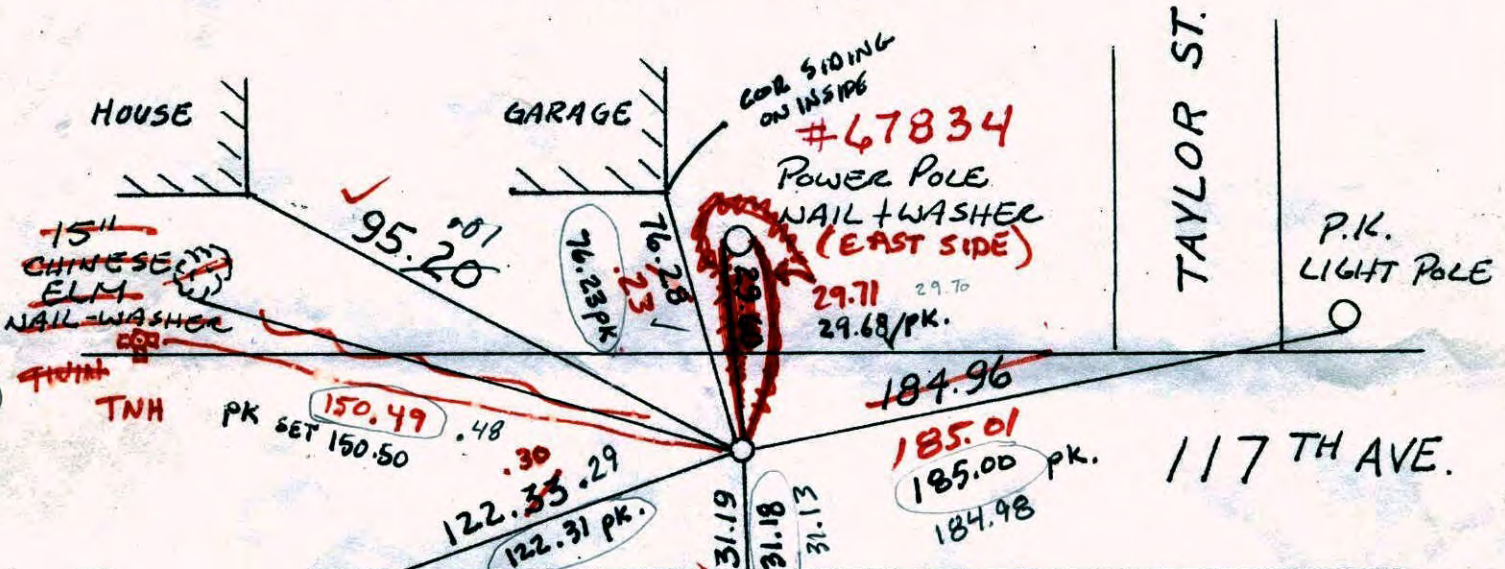 HOUSE
GARAGE
COR SIDING
ON INSIDE
#67834
POWER POLE
NAIL + WASHER
(EAST SIDE)
TAYLOR ST.
P.K.
LIGHT POLE
15"
CHINESE
ELM
NAIL-WASHER
TNH
95.20
76.23 PK
76.28
.23
29.71 29.70
29.68/PK.
150.49 .48
PK SET 150.50
.30
122.33 .29
122.31 PK.
31.19
31.18
31.13
184.96
185.01
185.00 PK.
184.98
117TH AVE.